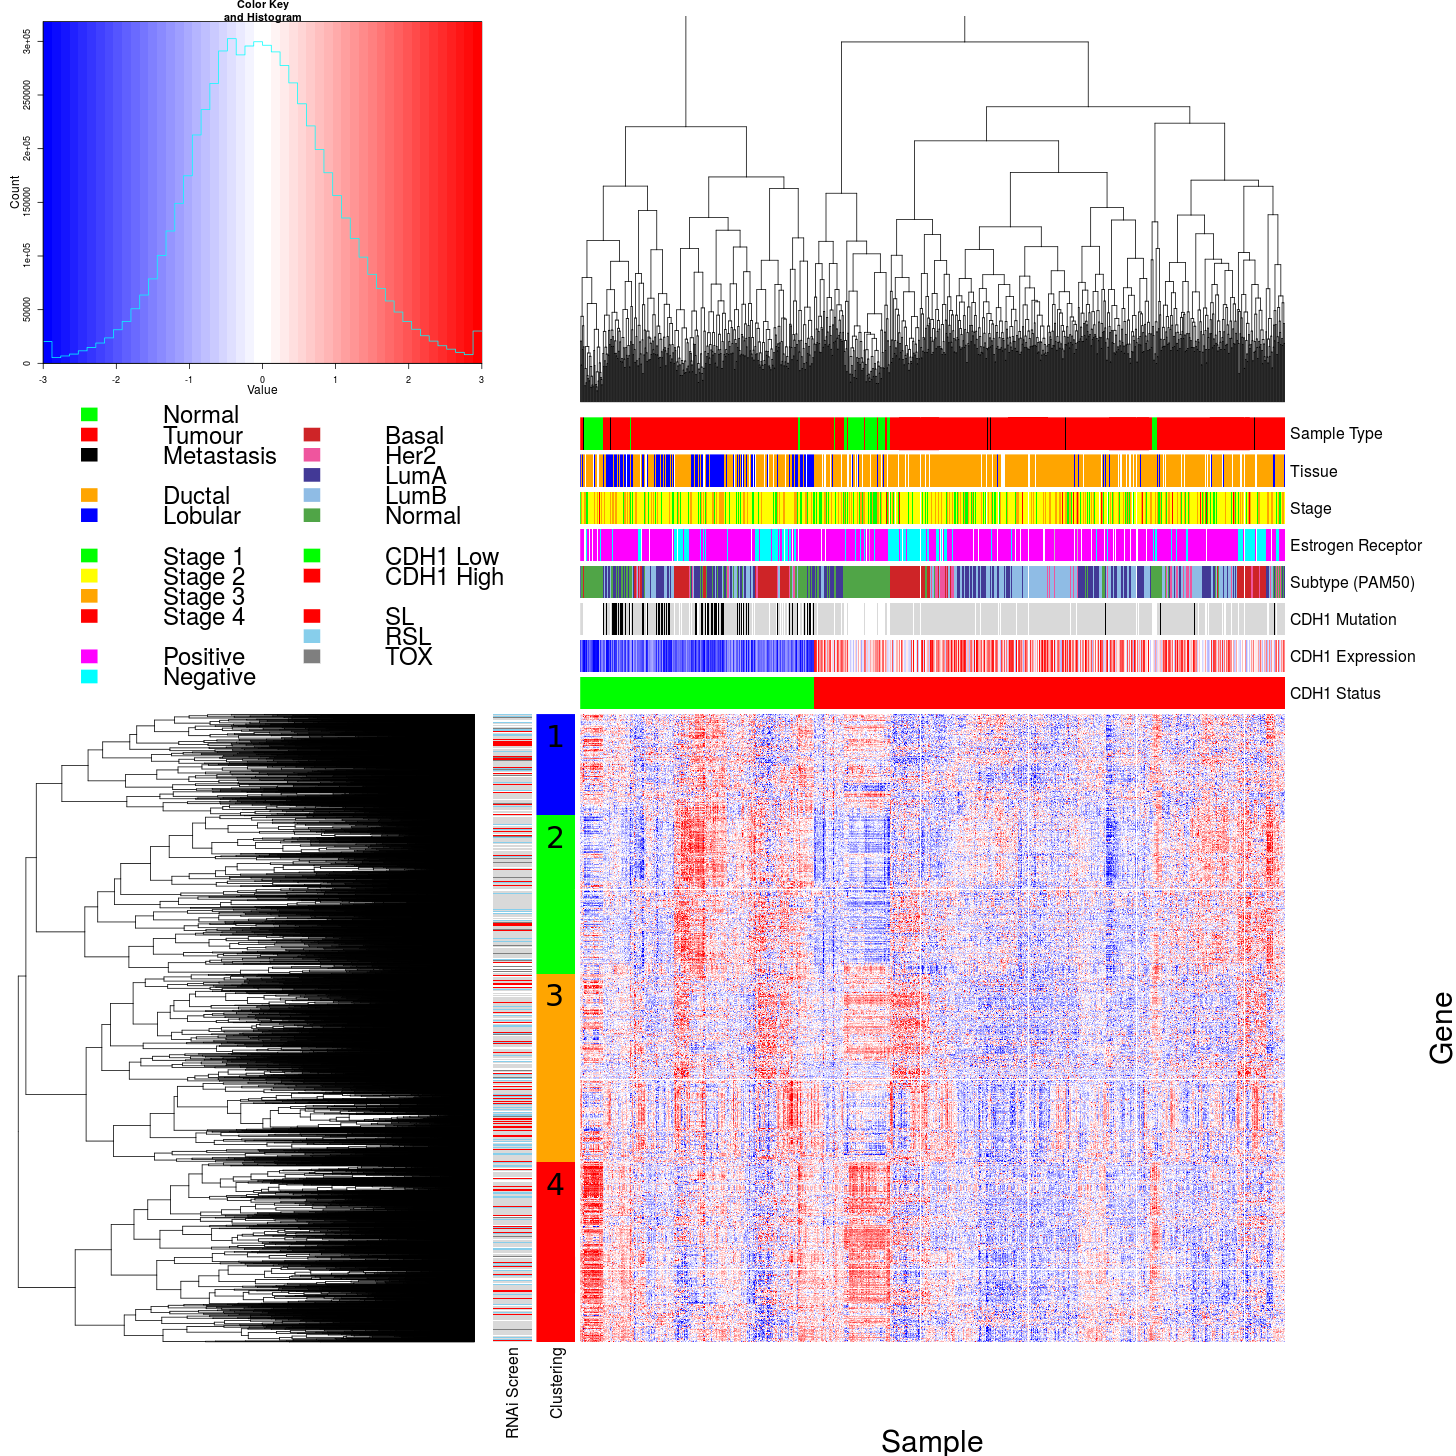 Color Key
and Histogram
Count
0
50000
1e+05
150000
2e+05
250000
3e+05
-3
-2
-1
0
1
2
3
Value
Normal
Tumour
Metastasis
Ductal
Lobular
Stage 1
Stage 2
Stage 3
Stage 4
Positive
Negative
Basal
Her2
LumA
LumB
Normal
CDH1 Low
CDH1 High
SL
RSL
TOX
Sample Type
Tissue
Stage
Estrogen Receptor
Subtype (PAM50)
CDH1 Mutation
CDH1 Expression
CDH1 Status
1
2
3
4
RNAi Screen
Clustering
Gene
Sample